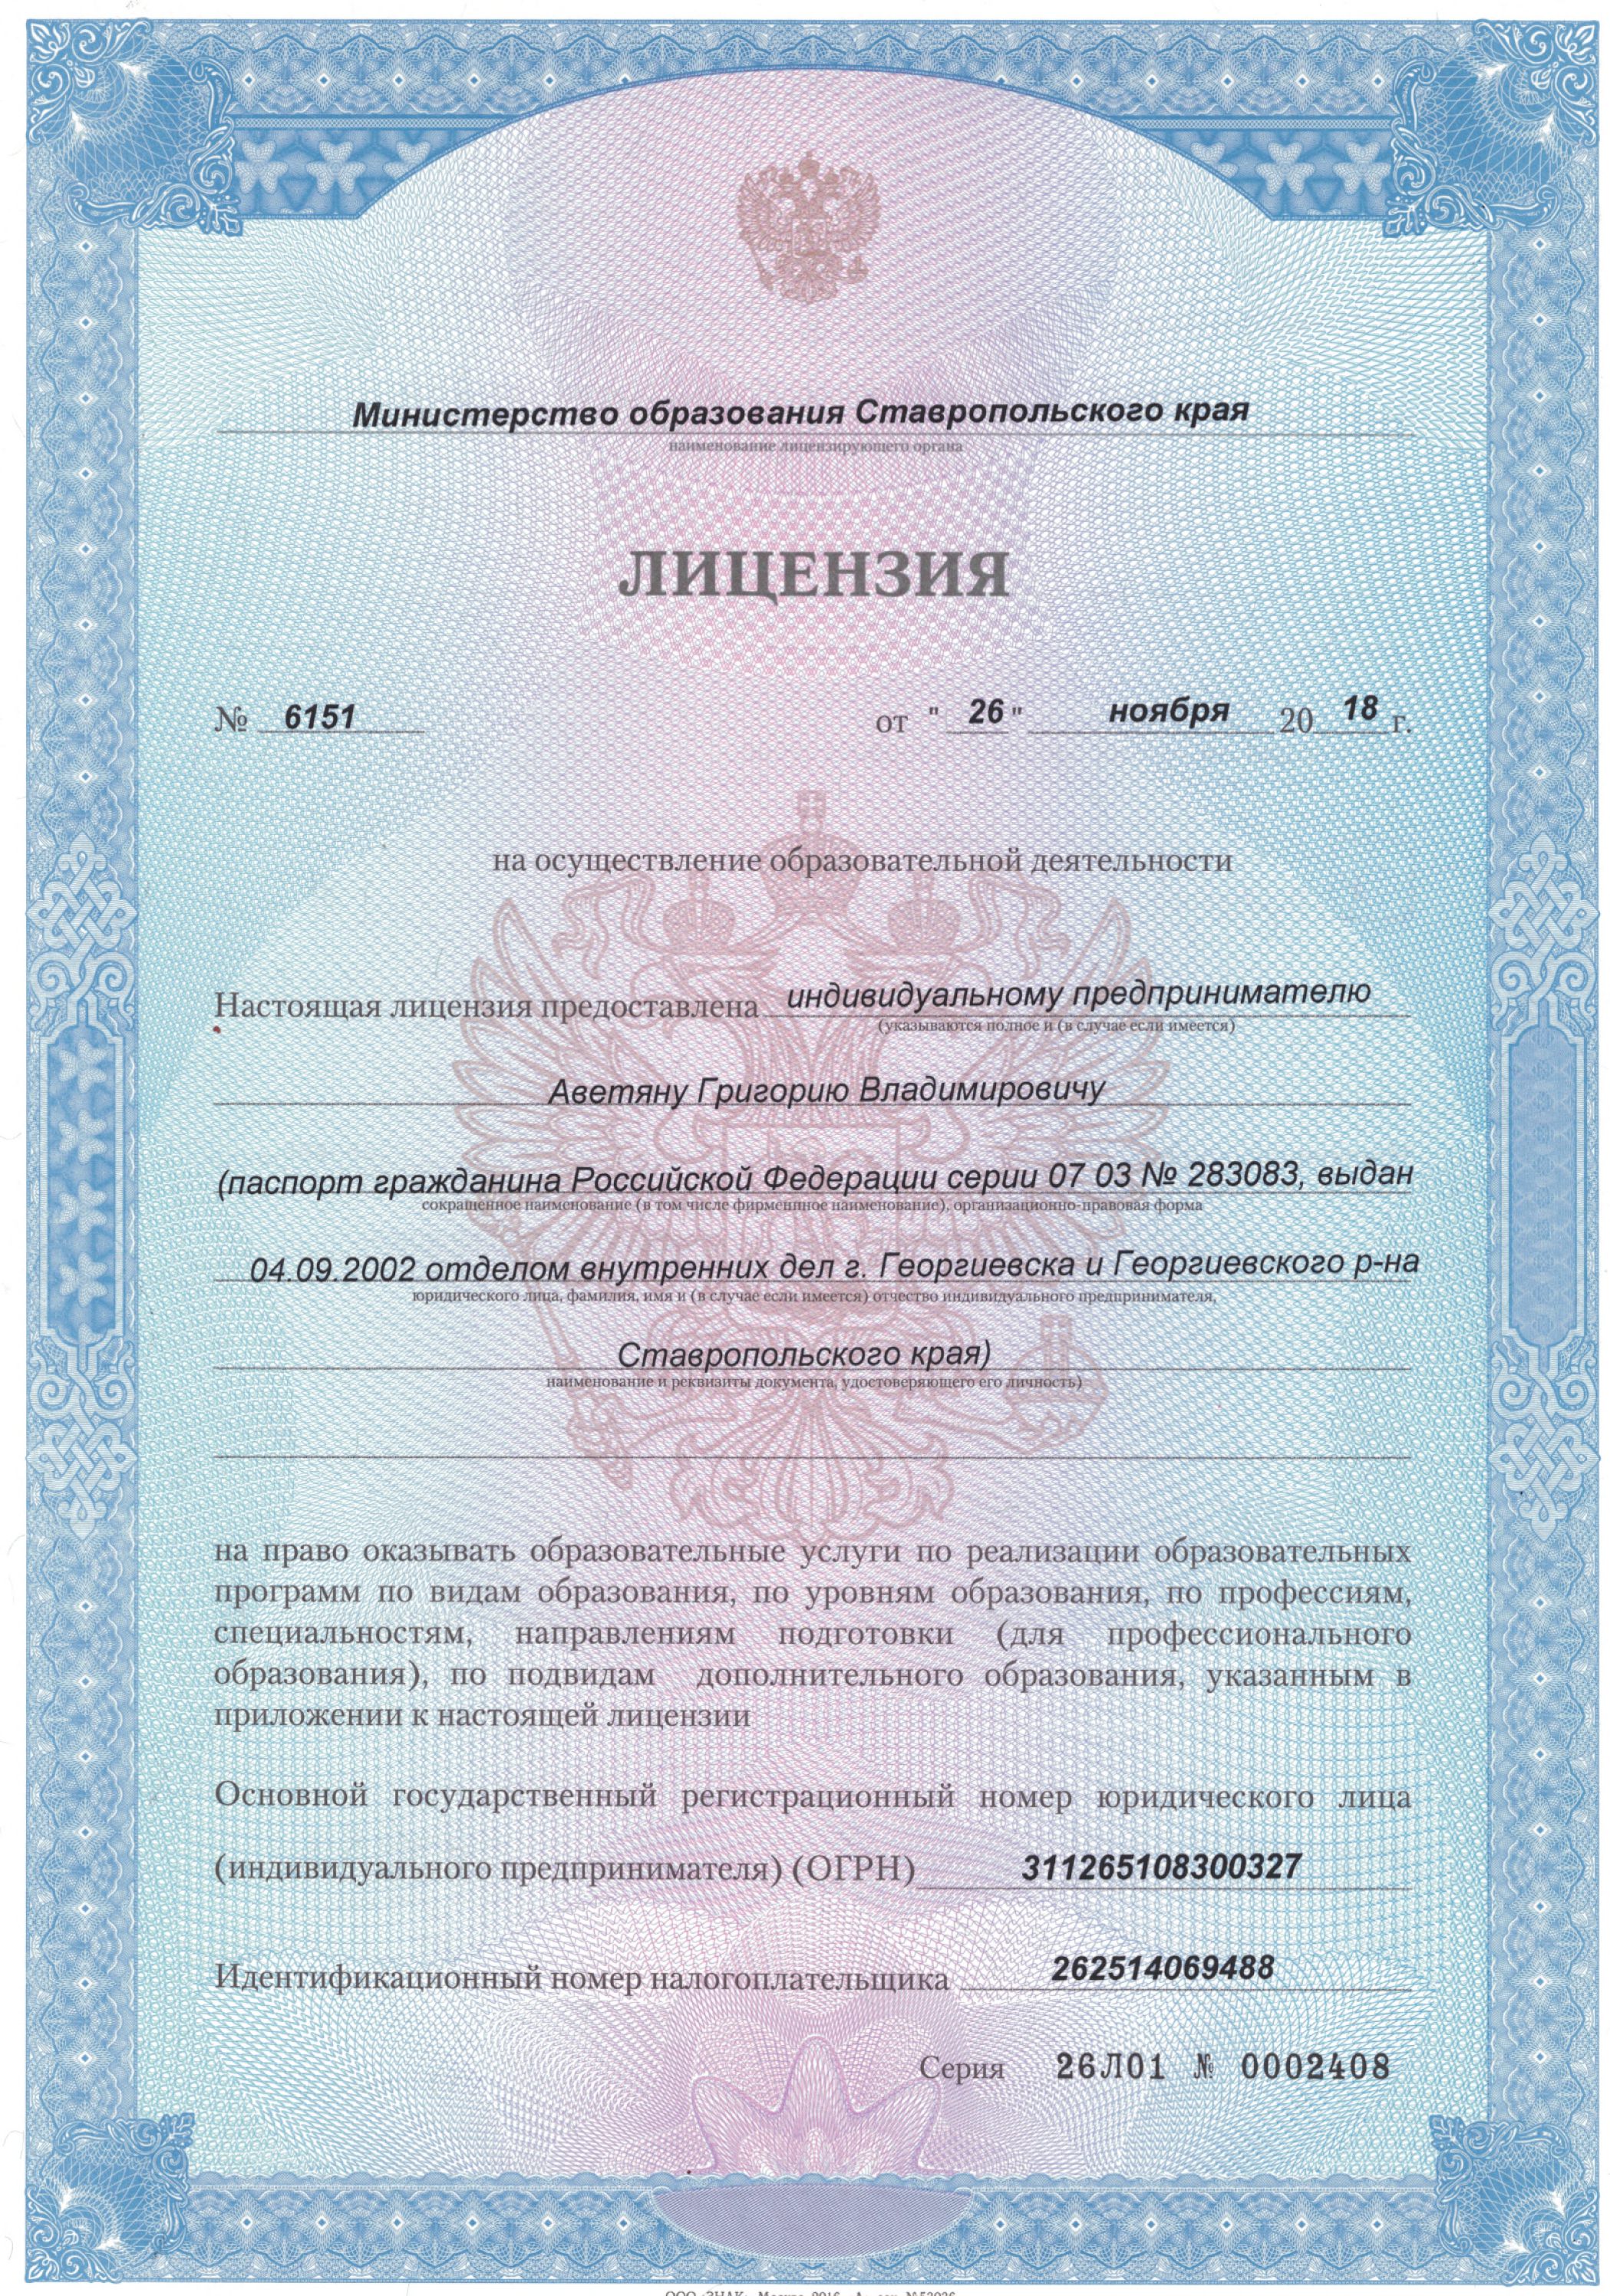 Министерство образования Ставропольского края
наименование лицензирующего органа
ЛИЦЕНЗИЯ
№ 6151 от " 26 " ноября 20 18 г.
на осуществление образовательной деятельности
Настоящая лицензия предоставлена индивидуальному предпринимателю
(указываются полное и (в случае если имеется)
Аветяну Григорию Владимировичу
(паспорт гражданина Российской Федерации серии 07 03 № 283083, выдан
сокращенное наименование (в том числе фирменное наименование), организационно-правовая форма
04.09.2002 отделом внутренних дел г. Георгиевска и Георгиевского р-на
юридического лица, фамилия, имя и (в случае если имеется) отчество индивидуального предпринимателя,
Ставропольского края)
наименование и реквизиты документа, удостоверяющего его личность)
на право оказывать образовательные услуги по реализации образовательных
программ по видам образования, по уровням образования, по профессиям,
специальностям, направлениям подготовки (для профессионального
образования), по подвидам дополнительного образования, указанным в
приложении к настоящей лицензии
Основной государственный регистрационный номер юридического лица
(индивидуального предпринимателя) (ОГРН) 311265108300327
Идентификационный номер налогоплательщика 262514069488
Серия 26Л01 № 0002408